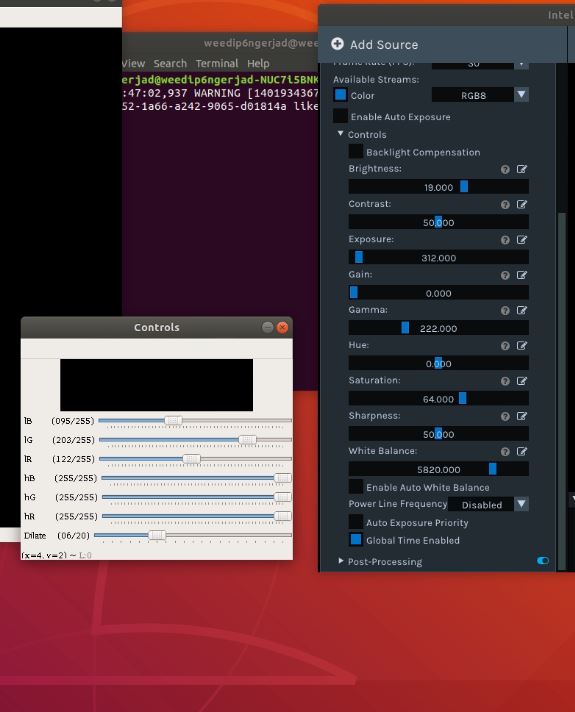 weedip6ngerjad@wee
View Search Terminal Help
erjad@weedip6ngerjad-NUC7i5BNK
:47:02,937 WARNING [1401934367
52-1a66-a242-9065-d01814a like
Intel
Add Source
Frame Rate (FPS): 30
Available Streams:
Color RGB8
Enable Auto Exposure
Controls
Backlight Compensation
Brightness:
19.000
Contrast:
50.000
Exposure:
312.000
Gain:
0.000
Gamma:
222.000
Hue:
0.000
Saturation:
64.000
Sharpness:
50.000
White Balance:
5820.000
Enable Auto White Balance
Power Line Frequency Disabled
Auto Exposure Priority
Global Time Enabled
Post-Processing
Controls
lB (095/255)
lG (203/255)
lR (122/255)
hB (255/255)
hG (255/255)
hR (255/255)
Dilate (06/20)
(x=4, y=2) ~ L:0